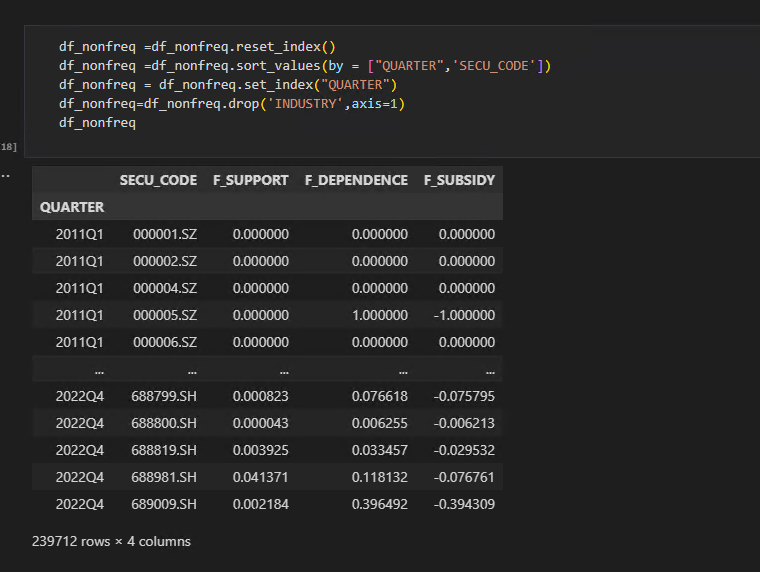 df_nonfreq =df_nonfreq.reset_index()
df_nonfreq =df_nonfreq.sort_values(by = ["QUARTER",'SECU_CODE'])
df_nonfreq = df_nonfreq.set_index("QUARTER")
df_nonfreq=df_nonfreq.drop('INDUSTRY',axis=1)
df_nonfreq
18]
..
SECU_CODE F_SUPPORT F_DEPENDENCE F_SUBSIDY
QUARTER
2011Q1 000001.SZ 0.000000 0.000000 0.000000
2011Q1 000002.SZ 0.000000 0.000000 0.000000
2011Q1 000004.SZ 0.000000 0.000000 0.000000
2011Q1 000005.SZ 0.000000 1.000000 -1.000000
2011Q1 000006.SZ 0.000000 0.000000 0.000000
... ... ... ... ...
2022Q4 688799.SH 0.000823 0.076618 -0.075795
2022Q4 688800.SH 0.000043 0.006255 -0.006213
2022Q4 688819.SH 0.003925 0.033457 -0.029532
2022Q4 688981.SH 0.041371 0.118132 -0.076761
2022Q4 689009.SH 0.002184 0.396492 -0.394309
239712 rows × 4 columns